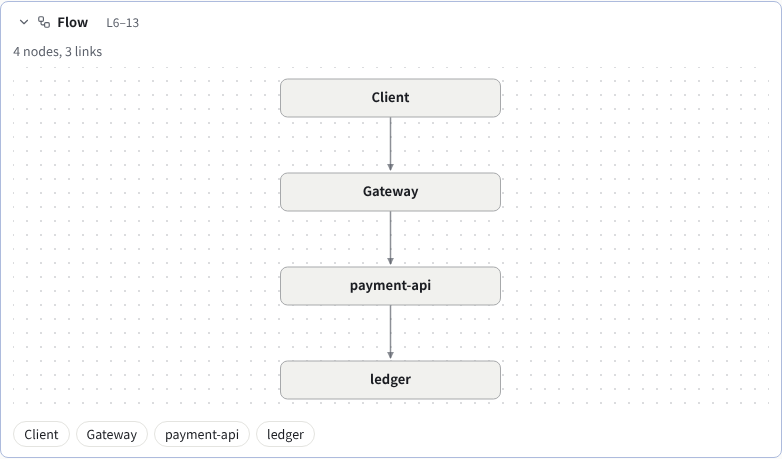 Flow L6–13
4 nodes, 3 links
Client
Gateway
payment-api
ledger
Client Gateway payment-api ledger